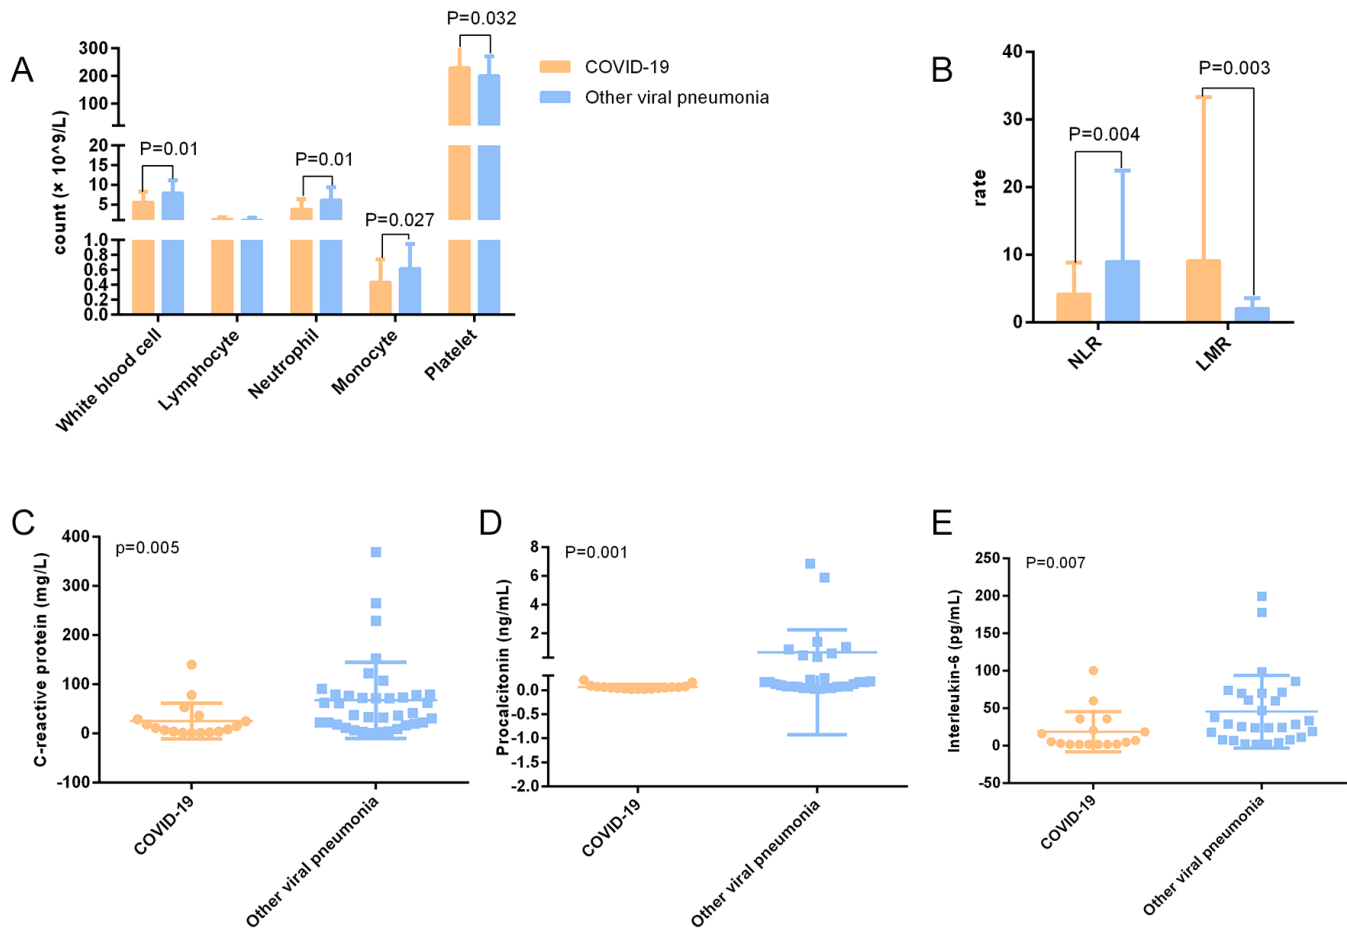 A
P=0.032
COVID-19
Other viral pneumonia
count (× 10^9/L)
300
200
100
20
15
10
5
1.0
0.8
0.6
0.4
0.2
0.0
P=0.01
P=0.01
P=0.027
White blood cell
Lymphocyte
Neutrophil
Monocyte
Platelet
B
rate
40
30
20
10
0
P=0.004
P=0.003
NLR
LMR
C
p=0.005
C-reactive protein (mg/L)
400
300
200
100
0
-100
COVID-19
Other viral pneumonia
D
P=0.001
Procalcitonin (ng/mL)
8
6
4
2
0.0
-0.5
-1.0
-1.5
-2.0
COVID-19
Other viral pneumonia
E
P=0.007
Interleukin-6 (pg/mL)
250
200
150
100
50
0
-50
COVID-19
Other viral pneumonia